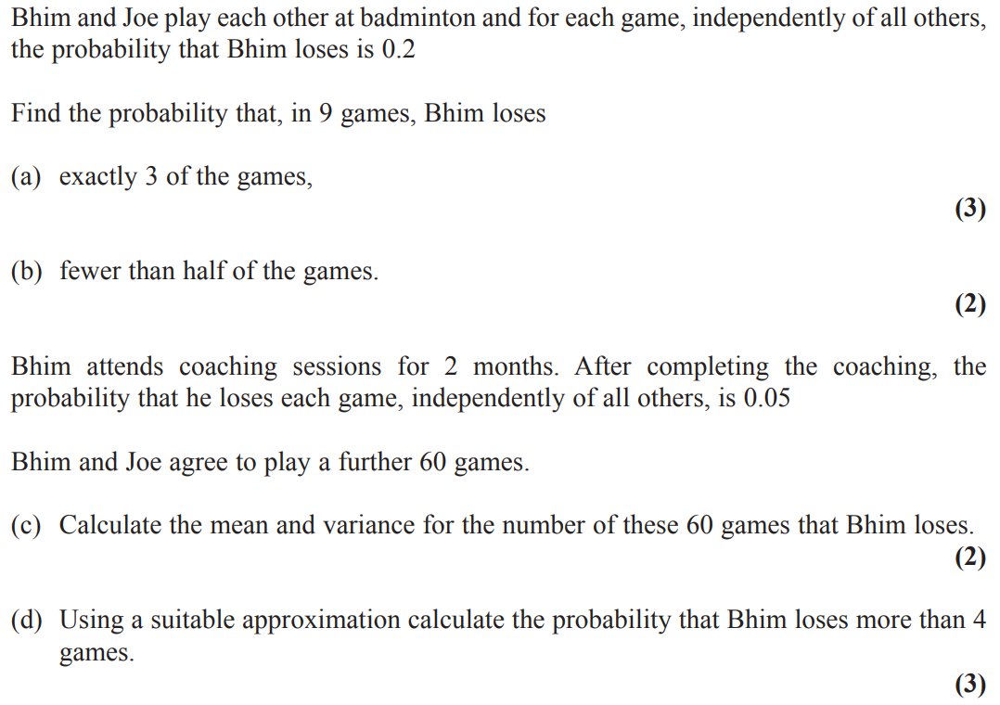 Bhim and Joe play each other at badminton and for each game, independently of all others,
the probability that Bhim loses is 0.2
Find the probability that, in 9 games, Bhim loses
(a) exactly 3 of the games,
(3)
(b) fewer than half of the games.
(2)
Bhim attends coaching sessions for 2 months. After completing the coaching, the
probability that he loses each game, independently of all others, is 0.05
Bhim and Joe agree to play a further 60 games.
(c) Calculate the mean and variance for the number of these 60 games that Bhim loses.
(2)
(d) Using a suitable approximation calculate the probability that Bhim loses more than 4
games.
(3)